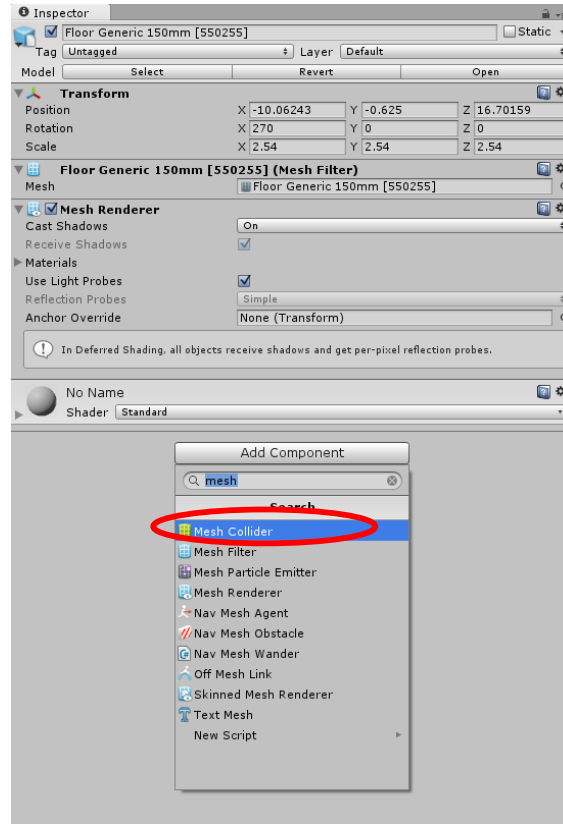 Inspector
Floor Generic 150mm [550255] Static
Tag Untagged Layer Default
Model Select Revert Open
Transform
Position X -10.06243 Y -0.625 Z 16.70159
Rotation X 270 Y 0 Z 0
Scale X 2.54 Y 2.54 Z 2.54
Floor Generic 150mm [550255] (Mesh Filter)
Mesh Floor Generic 150mm [550255]
Mesh Renderer
Cast Shadows On
Receive Shadows
Materials
Use Light Probes
Reflection Probes Simple
Anchor Override None (Transform)
In Deferred Shading, all objects receive shadows and get per-pixel reflection probes.
No Name
Shader Standard
Add Component
mesh
Search
Mesh Collider
Mesh Filter
Mesh Particle Emitter
Mesh Renderer
Nav Mesh Agent
Nav Mesh Obstacle
Nav Mesh Wander
Off Mesh Link
Skinned Mesh Renderer
Text Mesh
New Script